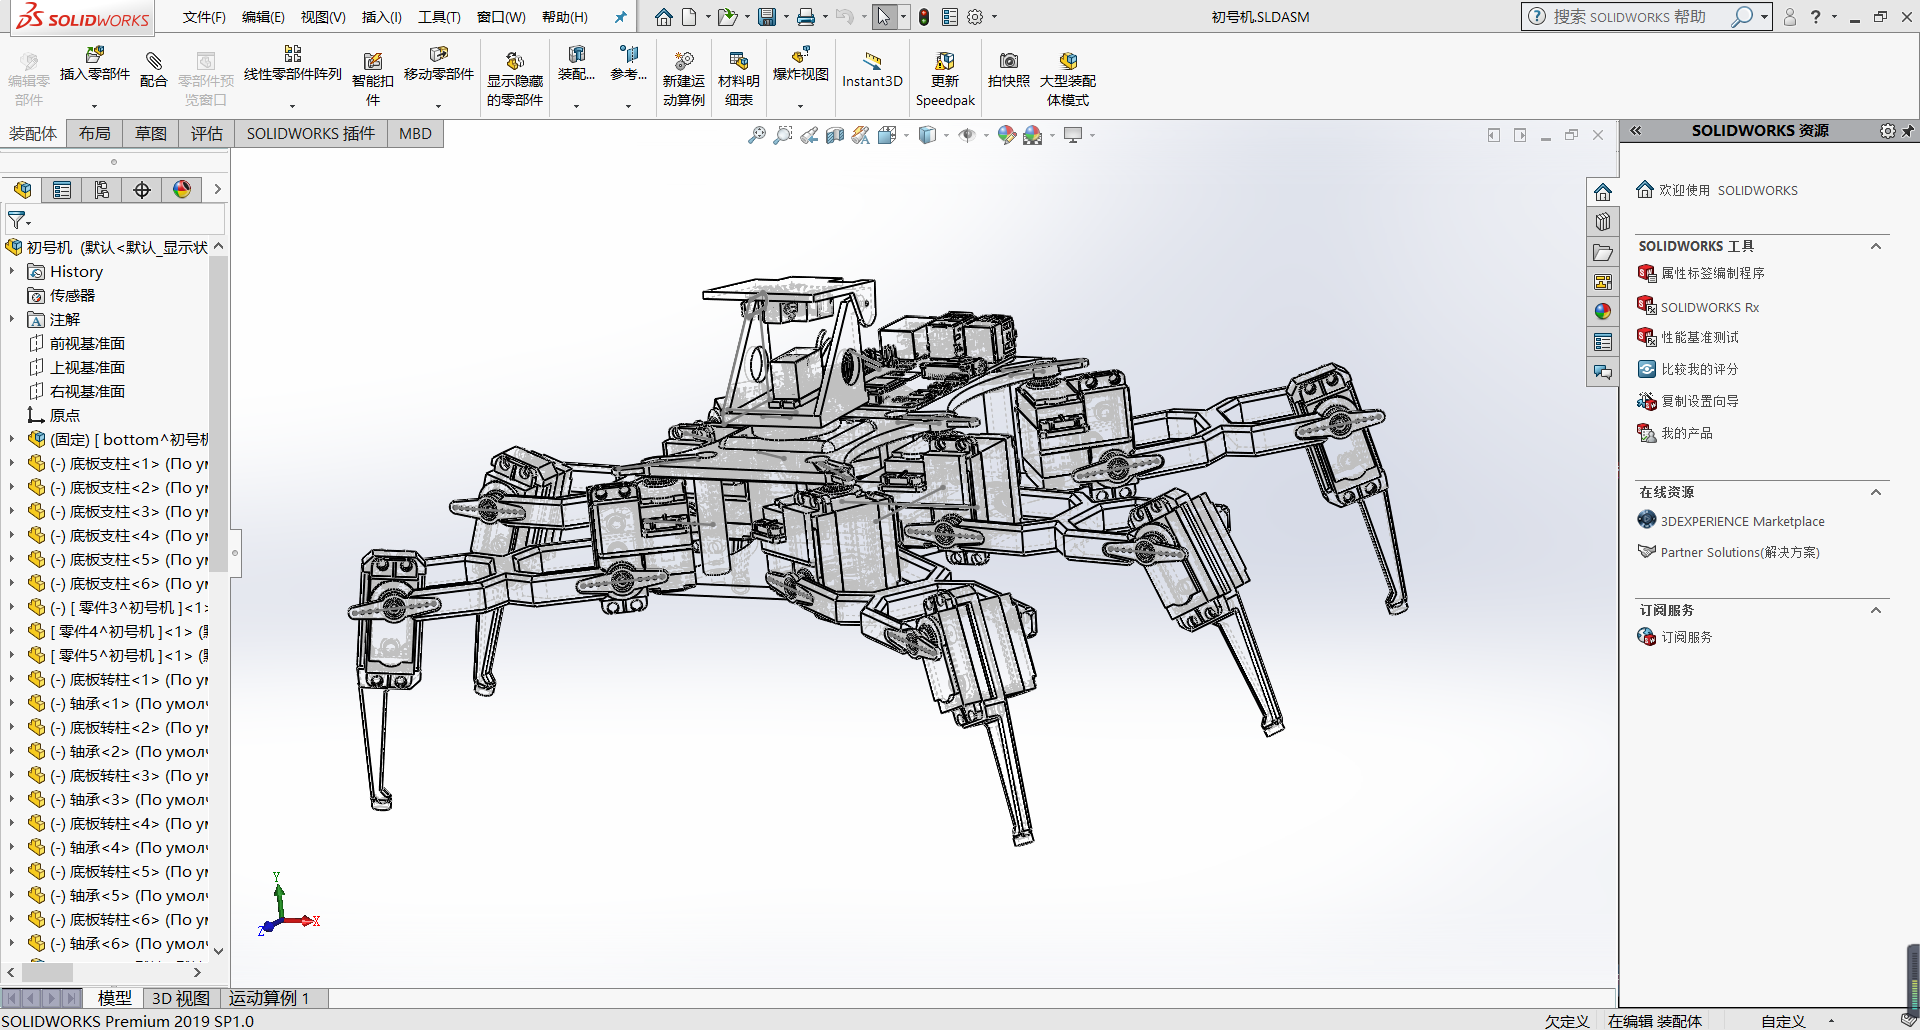 SOLIDWORKS 文件(F) 编辑(E) 视图(V) 插入(I) 工具(T) 窗口(W) 帮助(H) 初号机.SLDASM 搜索 SOLIDWORKS 帮助
编辑零部件 插入零部件 配合 零部件预览窗口 线性零部件阵列 智能扣件 移动零部件 显示隐藏的零部件 装配... 参考... 新建运动算例 材料明细表 爆炸视图 Instant3D 更新 Speedpak 拍快照 大型装配体模式
装配体 布局 草图 评估 SOLIDWORKS 插件 MBD
初号机 (默认<默认_显示状
History
传感器
注解
前视基准面
上视基准面
右视基准面
原点
(固定) [ bottom^初号机
(-) 底板支柱<1> (По ум
(-) 底板支柱<2> (По ум
(-) 底板支柱<3> (По ум
(-) 底板支柱<4> (По ум
(-) 底板支柱<5> (По ум
(-) 底板支柱<6> (По ум
(-) [ 零件3^初号机 ]<1>
[ 零件4^初号机 ]<1> (
[ 零件5^初号机 ]<1> (
(-) 底板转柱<1> (По ум
(-) 轴承<1> (По умолч
(-) 底板转柱<2> (По ум
(-) 轴承<2> (По умолч
(-) 底板转柱<3> (По ум
(-) 轴承<3> (По умолч
(-) 底板转柱<4> (По ум
(-) 轴承<4> (По умолч
(-) 底板转柱<5> (По ум
(-) 轴承<5> (По умолч
(-) 底板转柱<6> (По ум
(-) 轴承<6> (По умолч
Y
X
Z
SOLIDWORKS 资源
欢迎使用 SOLIDWORKS
SOLIDWORKS 工具
属性标签编制程序
SOLIDWORKS Rx
性能基准测试
比较我的评分
复制设置向导
我的产品
在线资源
3DEXPERIENCE Marketplace
Partner Solutions(解决方案)
订阅服务
订阅服务
模型 3D 视图 运动算例 1
SOLIDWORKS Premium 2019 SP1.0 欠定义 在编辑 装配体 自定义